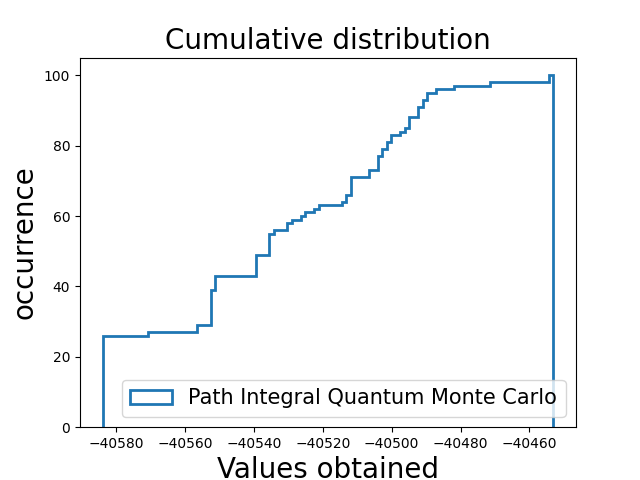 Cumulative distribution
100
80
60
40
20
0
occurrence
Path Integral Quantum Monte Carlo
−40580 −40560 −40540 −40520 −40500 −40480 −40460
Values obtained